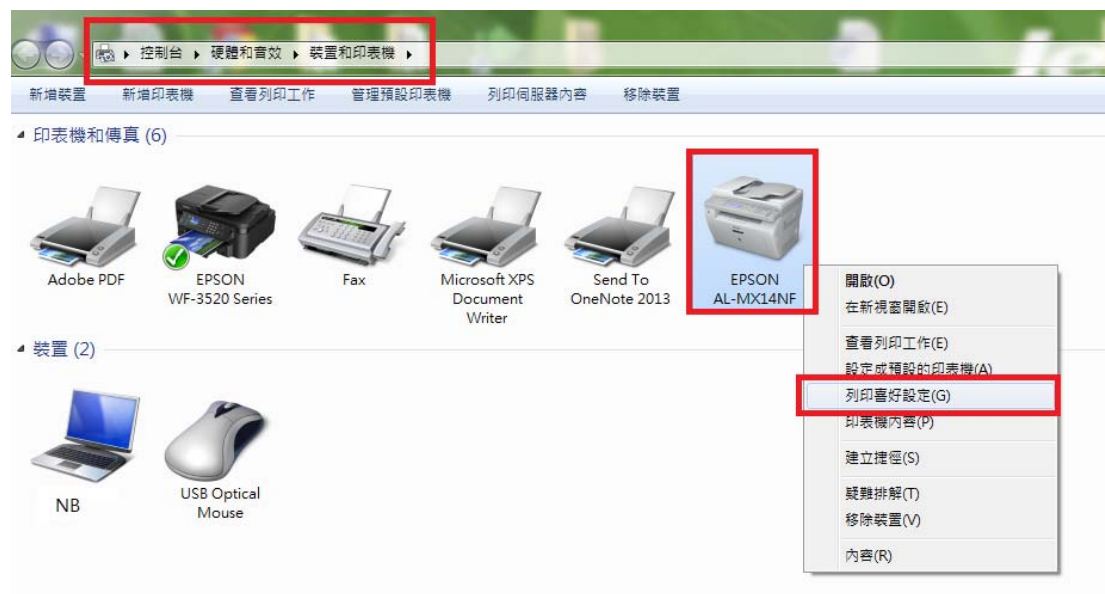 控制台 ▸ 硬體和音效 ▸ 裝置和印表機 ▸
新增裝置 新增印表機 查看列印工作 管理預設印表機 列印伺服器內容 移除裝置
印表機和傳真 (6)
Adobe PDF
EPSON
WF-3520 Series
Fax
Microsoft XPS
Document
Writer
Send To
OneNote 2013
EPSON
AL-MX14NF
開啟(O)
在新視窗開啟(E)
查看列印工作(E)
設定成預設的印表機(A)
列印喜好設定(G)
印表機內容(P)
建立捷徑(S)
疑難排解(T)
移除裝置(V)
內容(R)
裝置 (2)
NB
USB Optical
Mouse